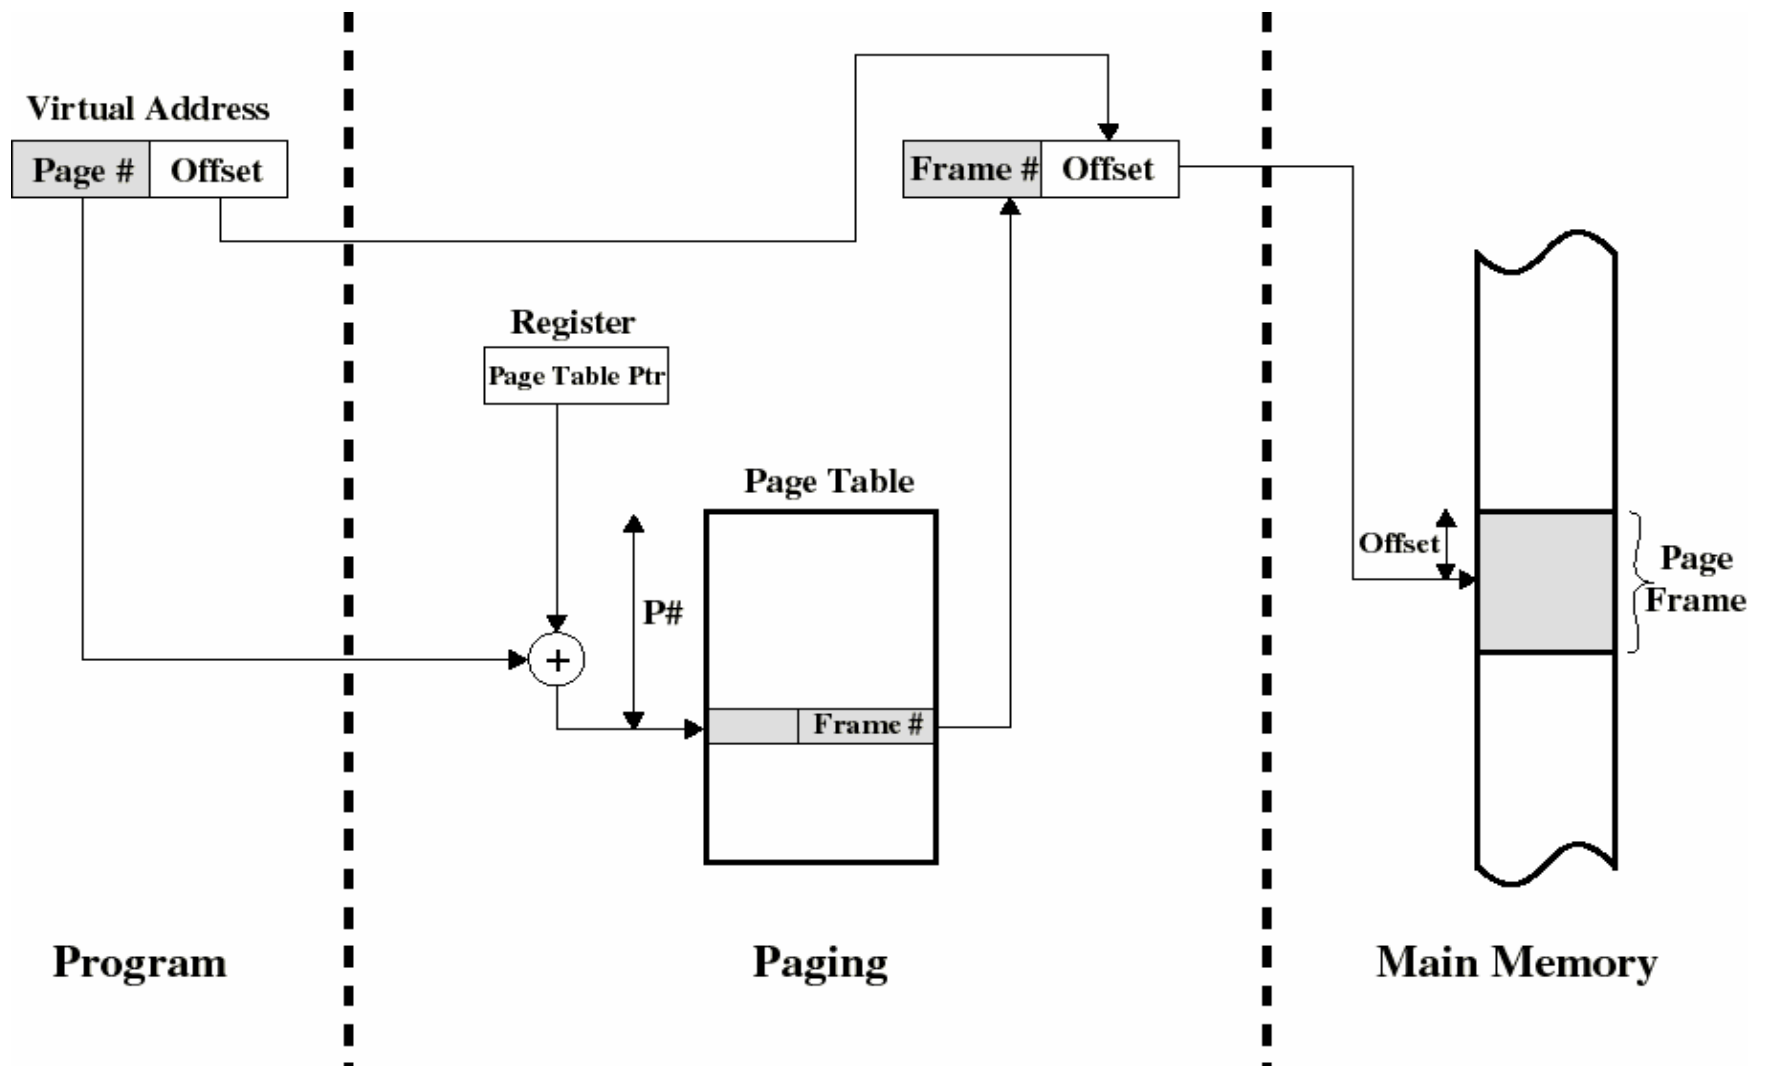 Virtual Address
Page #
Offset
Frame #
Offset
Register
Page Table Ptr
Page Table
P#
+
Frame #
Offset
Page
Frame
Program
Paging
Main Memory